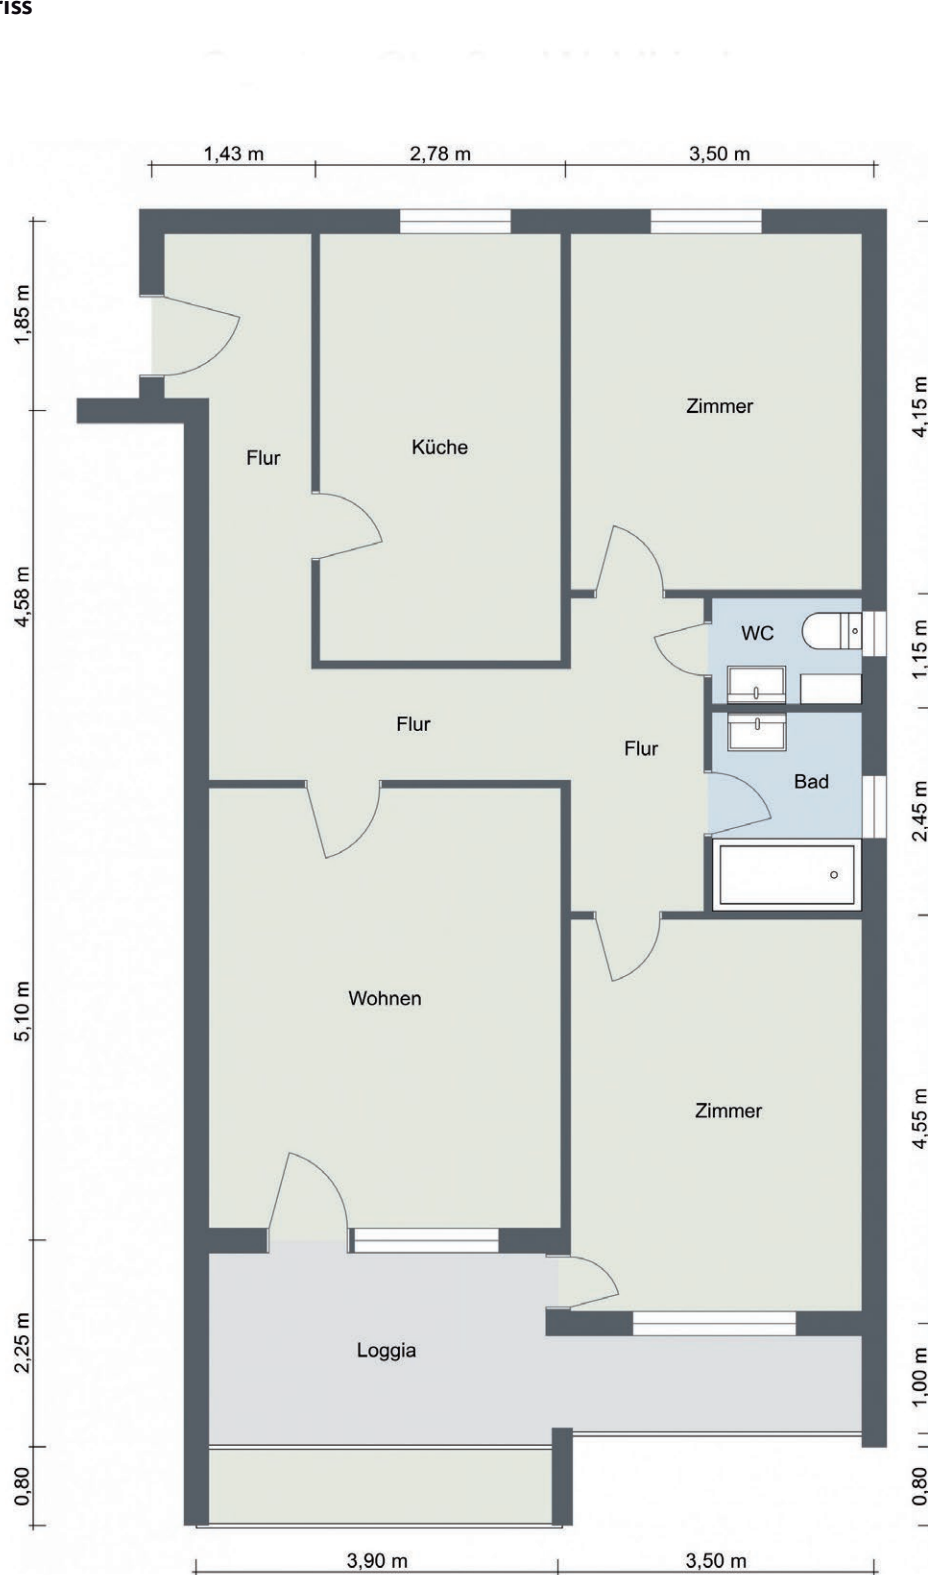 riss
1,43 m
2,78 m
3,50 m
1,85 m
4,15 m
Zimmer
Küche
Flur
4,58 m
WC
1,15 m
Flur
Flur
Bad
2,45 m
Wohnen
5,10 m
Zimmer
4,55 m
Loggia
2,25 m
1,00 m
0,80
0,80
3,90 m
3,50 m